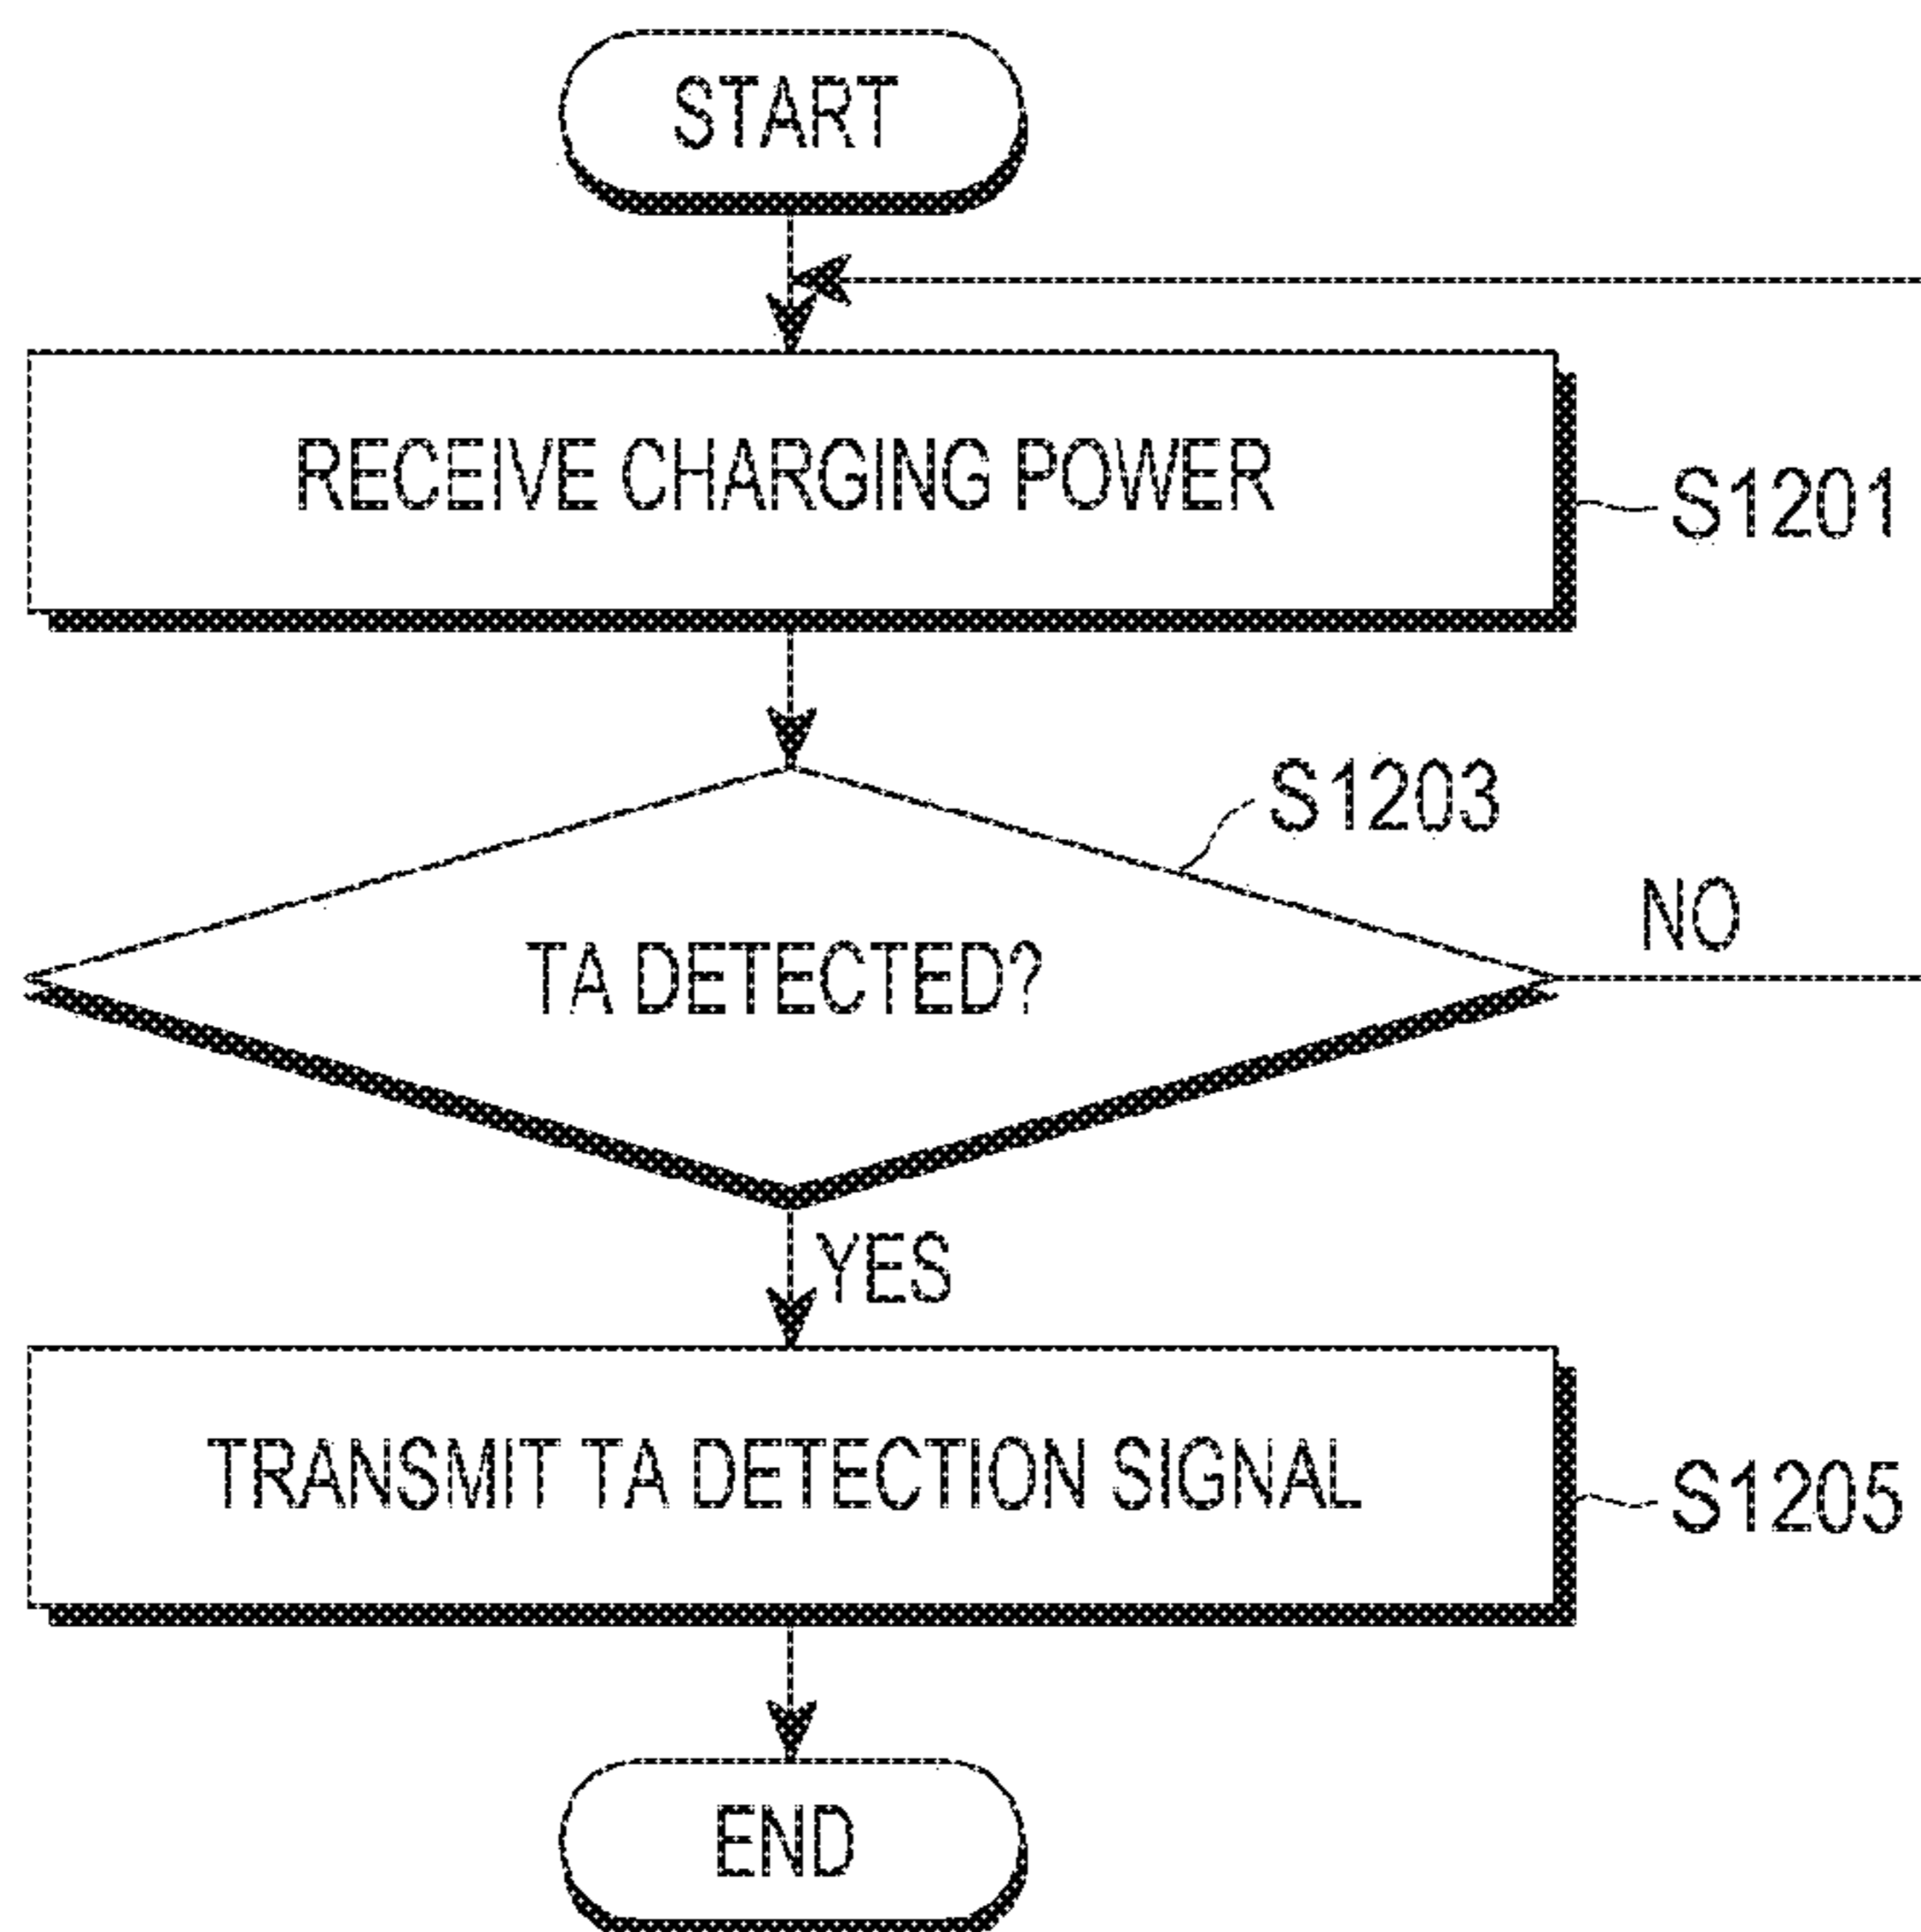 START
RECEIVE CHARGING POWER
S1201
S1203
TA DETECTED?
NO
YES
TRANSMIT TA DETECTION SIGNAL
S1205
END